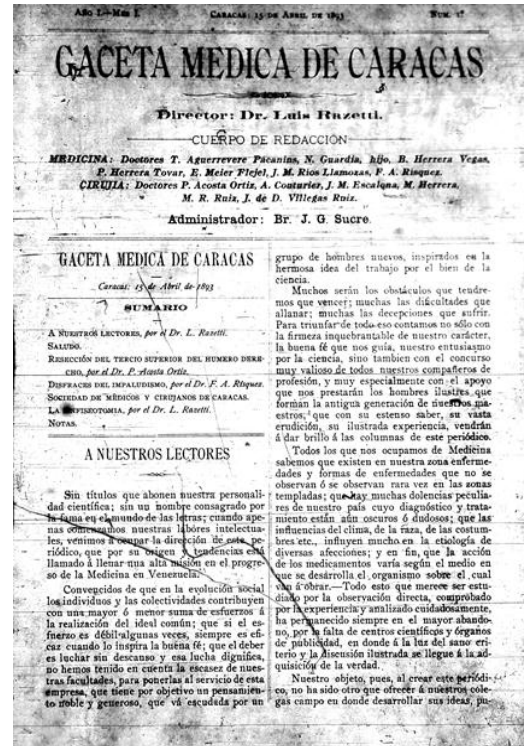 Año I.—Mes I.
CARACAS: 15 DE ABRIL DE 1893
NUM. 1º
GACETA MEDICA DE CARACAS
Director: Dr. Luis Razetti.
CUERPO DE REDACCIÓN
MEDICINA: Doctores T. Aguerrevere Pacanins, N. Guardia, hijo, B. Herrera Vegas,
P. Herrera Tovar, E. Meier Flejel, J. M. Rios Llamozas, F. A. Risquez.
CIRUJIA: Doctores P. Acosta Ortiz, A. Couturier, J. M. Escalona, M. Herrera,
M. R. Ruiz, J. de D. Villegas Ruiz.
Administrador: Br. J. G. Sucre.
GACETA MEDICA DE CARACAS
Caracas: 15 de Abril de 1893
SUMARIO
A NUESTROS LECTORES, por el Dr. L. Razetti.
SALUDO.
RESECCIÓN DEL TERCIO SUPERIOR DEL HUMERO DERE-
CHO, por el Dr. P. Acosta Ortiz.
DISFRACES DEL IMPALUDISMO, por el Dr. F. A. Risquez.
SOCIEDAD DE MÉDICOS Y CIRUJANOS DE CARACAS.
LA SINFISEOTOMIA, por el Dr. L. Razetti.
NOTAS.
A NUESTROS LECTORES
Sin títulos que abonen nuestra personali-
dad científica; sin un nombre consagrado por
la fama en el mundo de las letras; cuando ape-
nas comenzamos nuestras labores intelectua-
les, venimos á ocupar la dirección de este pe-
riódico, que por su origen y tendencias está
llamado á llenar una alta misión en el progre-
so de la Medicina en Venezuela.
Convencidos de que en la evolución social
los individuos y las colectividades contribuyen
con una mayor ó menor suma de esfuerzos á
la realización del ideal común; que si el es-
fuerzo es débil algunas veces, siempre es efi-
caz cuando lo inspira la buena fé; que el deber
es luchar sin descanso y esa lucha dignifica,
no hemos tenido en cuenta la escasez de nues-
tras facultades, para ponerlas al servicio de esta
empresa, que tiene por objetivo un pensamien-
to noble y generoso, que vá escudada por un
grupo de hombres nuevos, inspirados en la
hermosa idea del trabajo por el bien de la
ciencia.
Muchos serán los obstáculos que tendre-
mos que vencer; muchas las dificultades que
allanar; muchas las decepciones que sufrir.
Para triunfar de todo eso contamos no sólo con
la firmeza inquebrantable de nuestro carácter,
la buena fé que nos guía, nuestro entusiasmo
por la ciencia, sino tambien con el concurso
muy valioso de todos nuestros compañeros de
profesión, y muy especialmente con el apoyo
que nos prestarán los hombres ilustres que
forman la antigua generación de nuestros ma-
estros, que con su estenso saber, su vasta
erudición, su ilustrada experiencia, vendrán
á dar brillo á las columnas de este periódico.
Todos los que nos ocupamos de Medicina
sabemos que existen en nuestra zona enferme-
dades y formas de enfermedades que no se
observan ó se observan rara vez en las zonas
templadas; que hay muchas dolencias peculia-
res de nuestro país cuyo diagnóstico y trata-
miento están aun oscuros ó dudosos; que las
influencias del clima, de la raza, de las costum-
bres etc., influyen mucho en la etiología de
diversas afecciones; y en fin, que la acción
de los medicamentos varía según el medio en
que se desarrolla el organismo sobre el cual
van á obrar.—Todo esto que merece ser estu-
diado por la observación directa, comprobado
por la experiencia y analizado cuidadosamente,
ha permanecido siempre en el mayor abando-
no, por la falta de centros científicos y órganos
de publicidad, en donde á la luz del sano cri-
terio y la discusión ilustrada se llegue á la ad-
quisición de la verdad.
Nuestro objeto, pues, al crear este periódi-
co, no ha sido otro que ofrecer á nuestros cole-
gas campo en donde desarrollar sus ideas, pu-